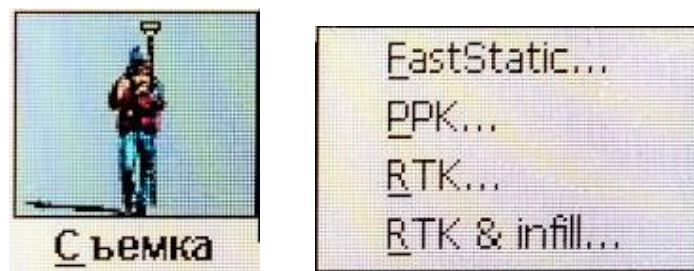 Съемка
FastStatic...
PPK...
RTK...
RTK & infill...